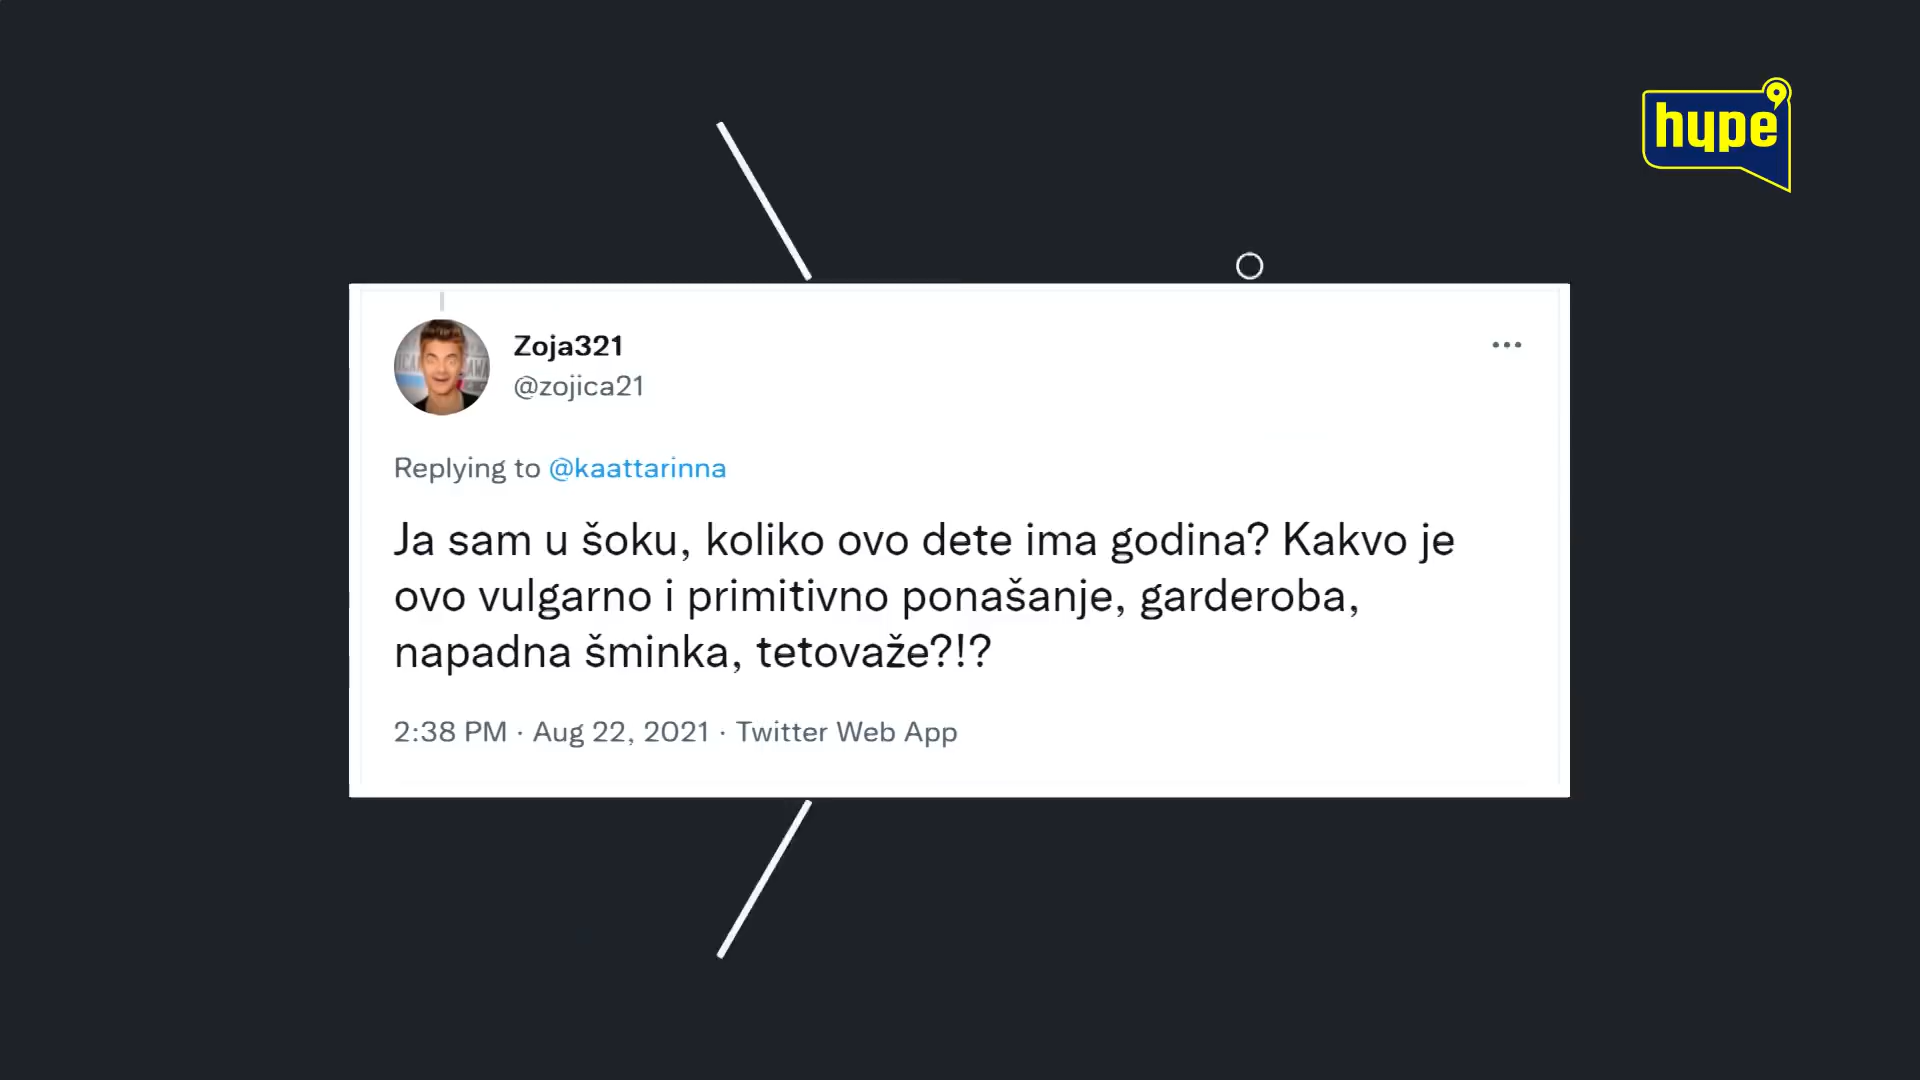 hype
Zoja321
@zojica21
Replying to @kaattarinna
Ja sam u šoku, koliko ovo dete ima godina? Kakvo je
ovo vulgarno i primitivno ponašanje, garderoba,
napadna šminka, tetovaže?!?
2:38 PM · Aug 22, 2021 · Twitter Web App